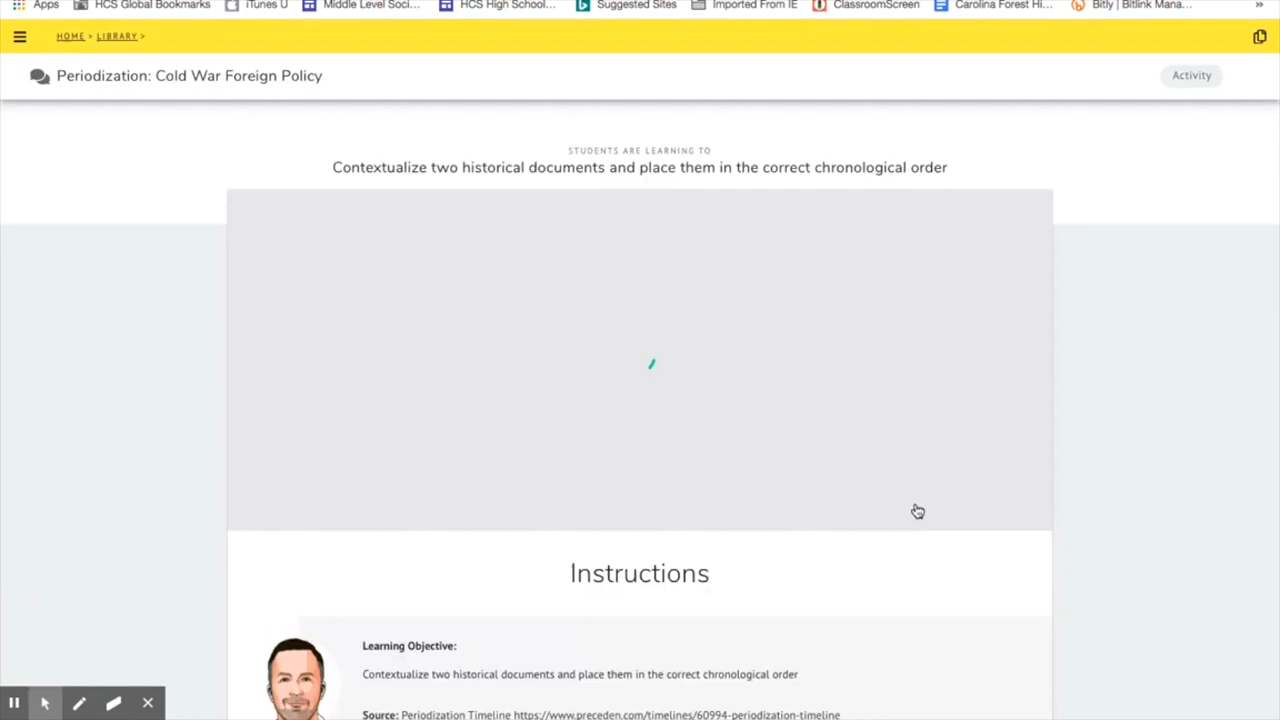 Apps HCS Global Bookmarks iTunes U Middle Level Soci... HCS High School... Suggested Sites Imported From IE ClassroomScreen Carolina Forest Hi... Bitly | Bitlink Mana... »
HOME > LIBRARY >
Periodization: Cold War Foreign Policy Activity
STUDENTS ARE LEARNING TO
Contextualize two historical documents and place them in the correct chronological order
Instructions
Learning Objective:
Contextualize two historical documents and place them in the correct chronological order
Source: Periodization Timeline https://www.preceden.com/timelines/60994-periodization-timeline